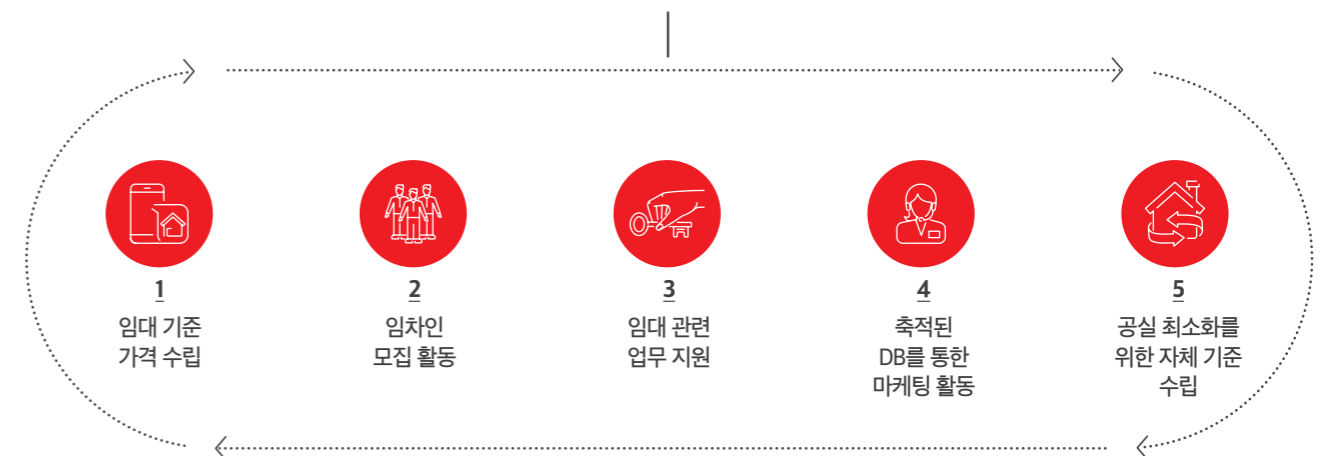 1
임대 기준
가격 수립
2
임차인
모집 활동
3
임대 관련
업무 지원
4
축적된
DB를 통한
마케팅 활동
5
공실 최소화를
위한 자체 기준
수립